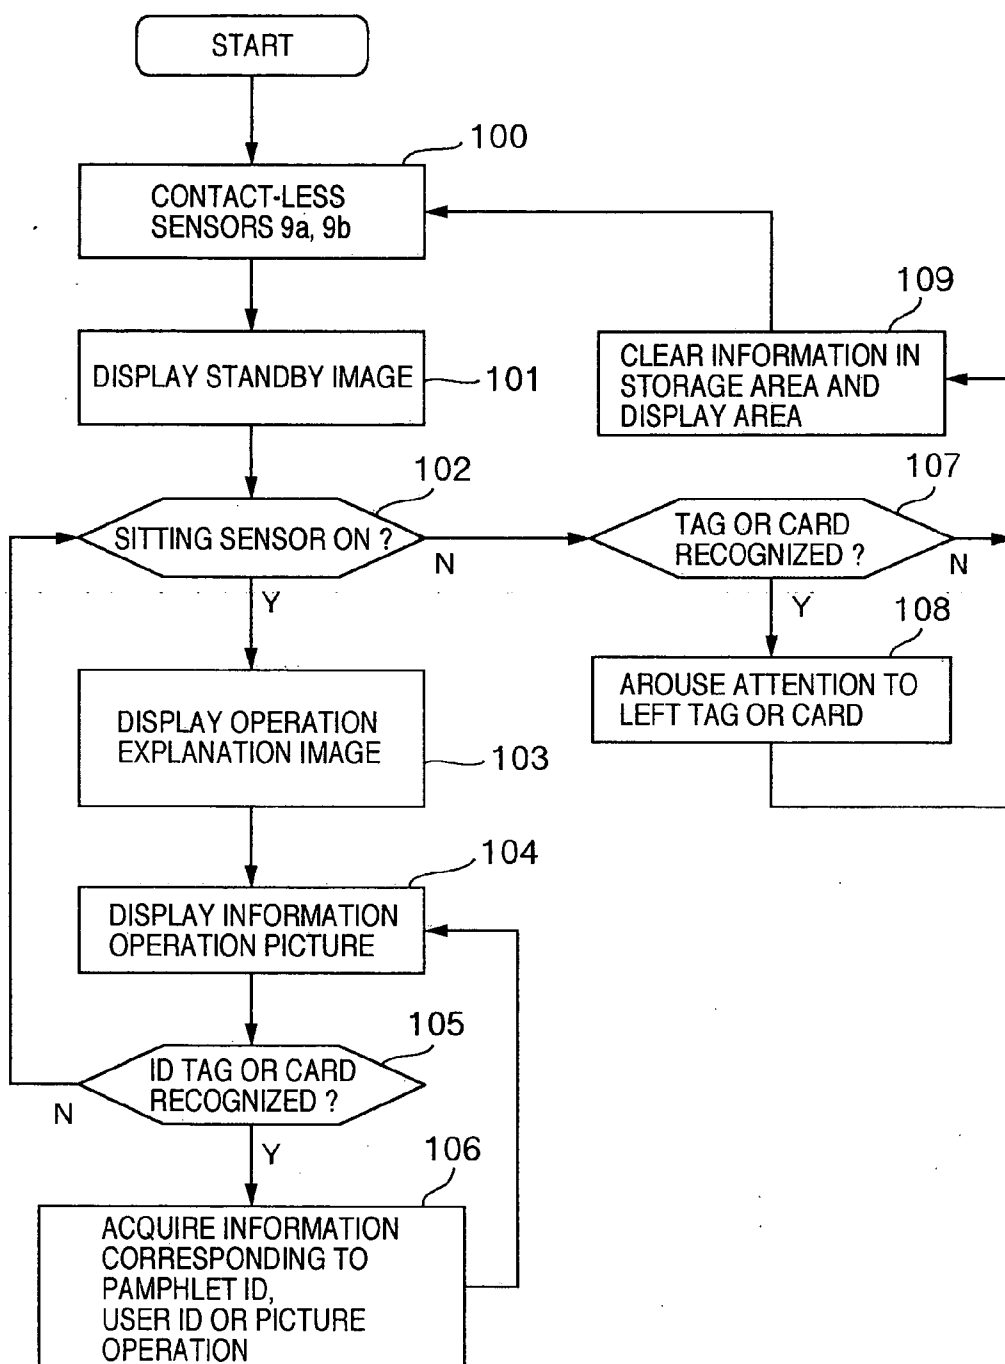 START
100
CONTACT-LESS
SENSORS 9a, 9b
109
CLEAR INFORMATION IN
STORAGE AREA AND
DISPLAY AREA
DISPLAY STANDBY IMAGE
101
102
SITTING SENSOR ON ?
N
Y
107
TAG OR CARD
RECOGNIZED ?
N
Y
108
AROUSE ATTENTION TO
LEFT TAG OR CARD
DISPLAY OPERATION
EXPLANATION IMAGE
103
104
DISPLAY INFORMATION
OPERATION PICTURE
105
ID TAG OR CARD
RECOGNIZED ?
N
Y
106
ACQUIRE INFORMATION
CORRESPONDING TO
PAMPHLET ID,
USER ID OR PICTURE
OPERATION